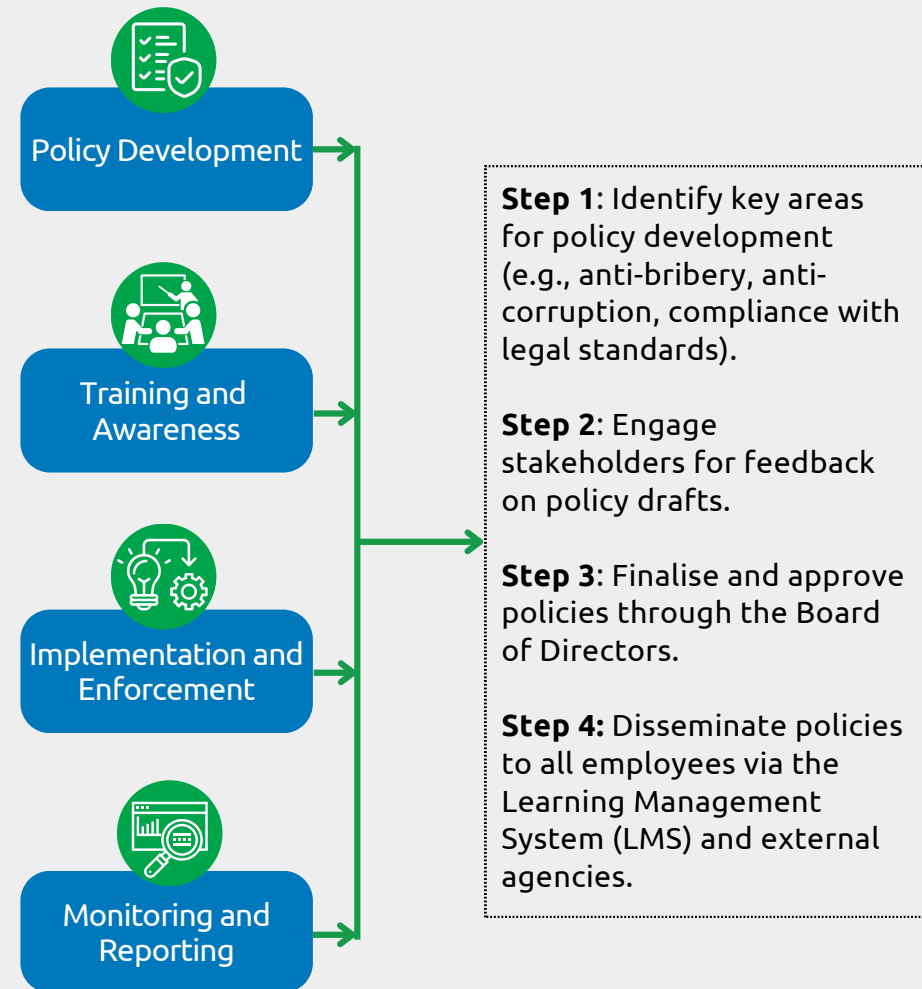 Policy Development
Training and
Awareness
Implementation and
Enforcement
Monitoring and
Reporting
Step 1: Identify key areas
for policy development
(e.g., anti-bribery, anti-
corruption, compliance with
legal standards).
Step 2: Engage
stakeholders for feedback
on policy drafts.
Step 3: Finalise and approve
policies through the Board
of Directors.
Step 4: Disseminate policies
to all employees via the
Learning Management
System (LMS) and external
agencies.